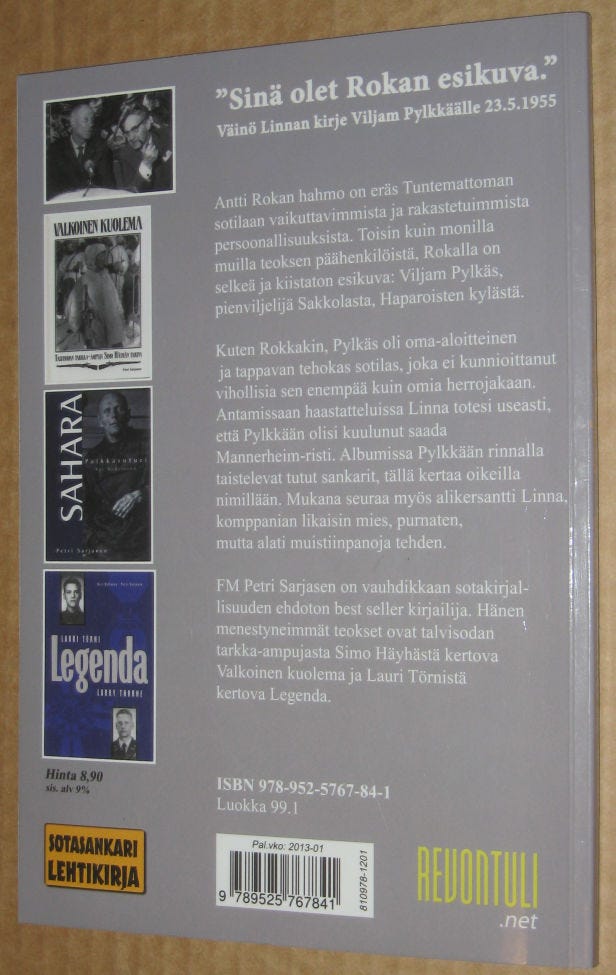 "Sinä olet Rokan esikuva."
Väinö Linnan kirje Viljam Pylkkäälle 23.5.1955
Antti Rokan hahmo on eräs Tuntemattoman
sotilaan vaikuttavimmista ja rakastetuimmista
persoonallisuuksista. Toisin kuin monilla
muilla teoksen päähenkilöistä, Rokalla on
selkeä ja kiistaton esikuva: Viljam Pylkäs,
pienviljelijä Sakkolasta, Haparoisten kylästä.
Kuten Rokkakin, Pylkäs oli oma-aloitteinen
ja tappavan tehokas sotilas, joka ei kunnioittanut
vihollisia sen enempää kuin omia herrojakaan.
Antamissaan haastatteluissa Linna totesi useasti,
että Pylkkään olisi kuulunut saada
Mannerheim-risti. Albumissa Pylkkään rinnalla
taistelevat tutut sankarit, tällä kertaa oikeilla
nimillään. Mukana seuraa myös alikersantti Linna,
komppanian likaisin mies, purnaten,
mutta alati muistiinpanoja tehden.
FM Petri Sarjasen on vauhdikkaan sotakirjal-
lisuuden ehdoton best seller kirjailija. Hänen
menestyneimmät teokset ovat talvisodan
tarkka-ampujasta Simo Häyhästä kertova
Valkoinen kuolema ja Lauri Törnistä
kertova Legenda.
VALKOINEN KUOLEMA
SAHARA
Palkkasoturi
Petri Sarjanen
LAURI TÖRNI
Legenda
LARRY THORNE
Hinta 8,90
sis. alv 9%
SOTASANKARI
LEHTIKIRJA
ISBN 978-952-5767-84-1
Luokka 99.1
Pal.vko: 2013-01
9 789525 767841
810978-1201
REVONTULI
.net